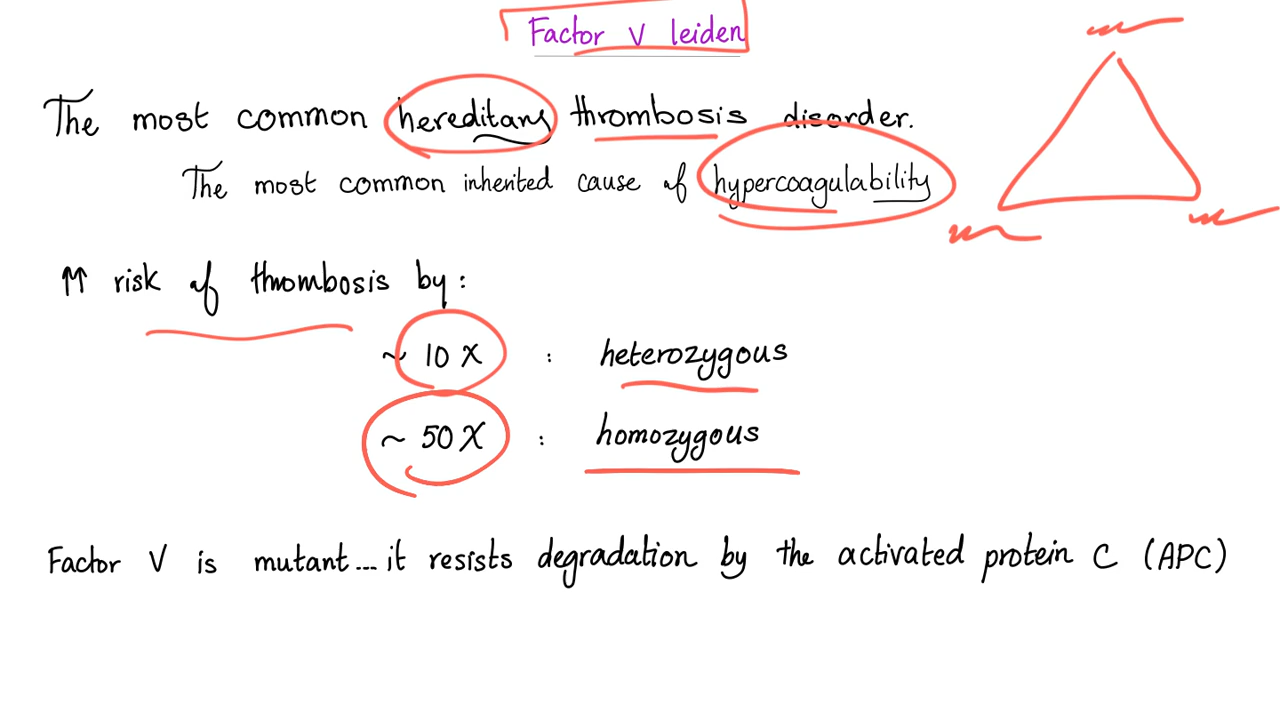 Factor V leiden
The most common hereditary thrombosis disorder.
The most common inherited cause of hypercoagulability
↑↑ risk of thrombosis by:
~ 10 X : heterozygous
~ 50 X : homozygous
Factor V is mutant...it resists degradation by the activated protein C (APC)